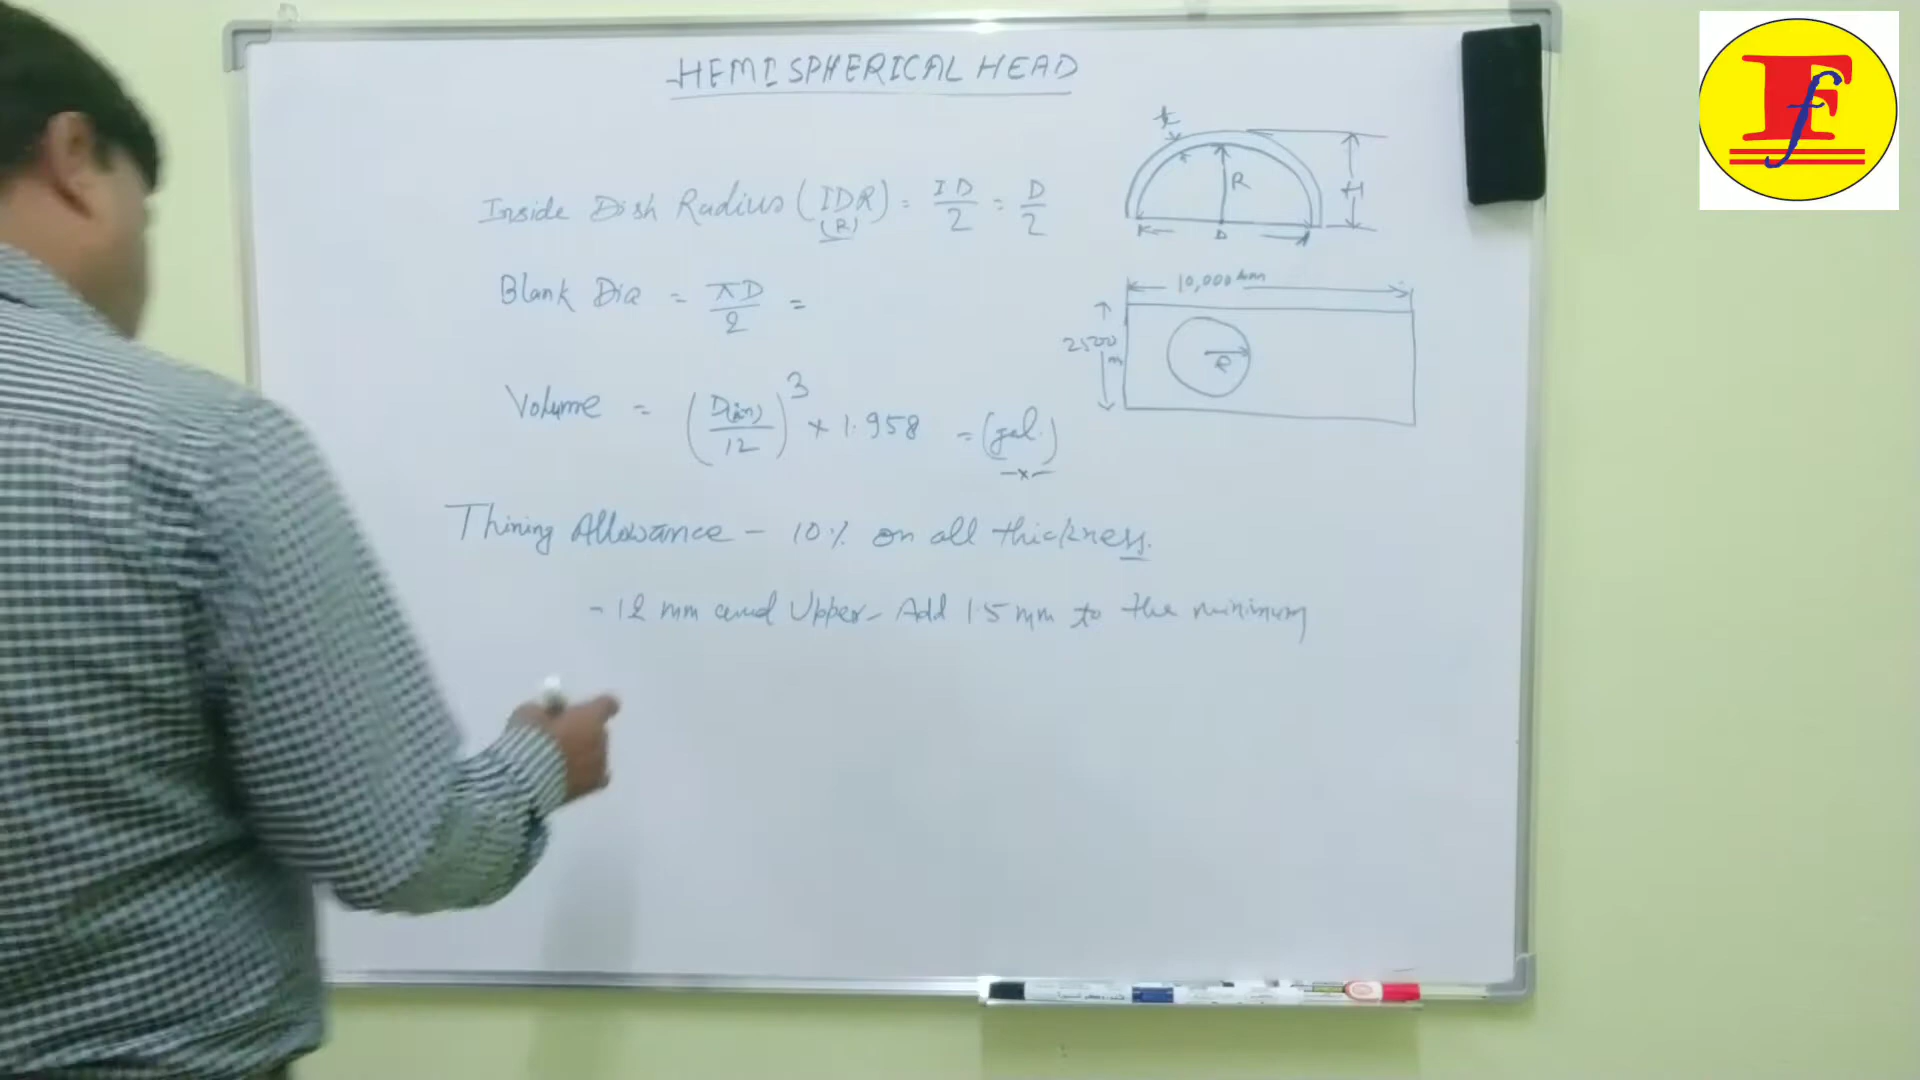 HEMISPHERICAL HEAD
Inside Dish Radius (IDR) = ID/2 = D/2
(R)
Blank Dia = πD/2 =
Volume = (D(in)/12)³ × 1.958 = (gal.)
Thining Allowance - 10% on all thickness.
- 12 mm and Upper - Add 1.5 mm to the minimum
t
R
H
D
10,000 mm
2500
m
R
F
f